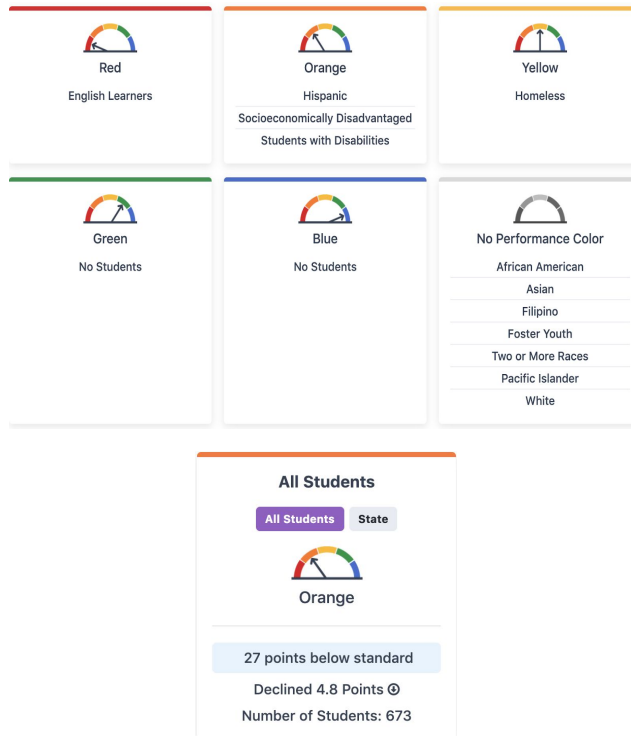 Red
English Learners
Orange
Hispanic
Socioeconomically Disadvantaged
Students with Disabilities
Yellow
Homeless
Green
No Students
Blue
No Students
No Performance Color
African American
Asian
Filipino
Foster Youth
Two or More Races
Pacific Islander
White
All Students
All Students State
Orange
27 points below standard
Declined 4.8 Points
Number of Students: 673